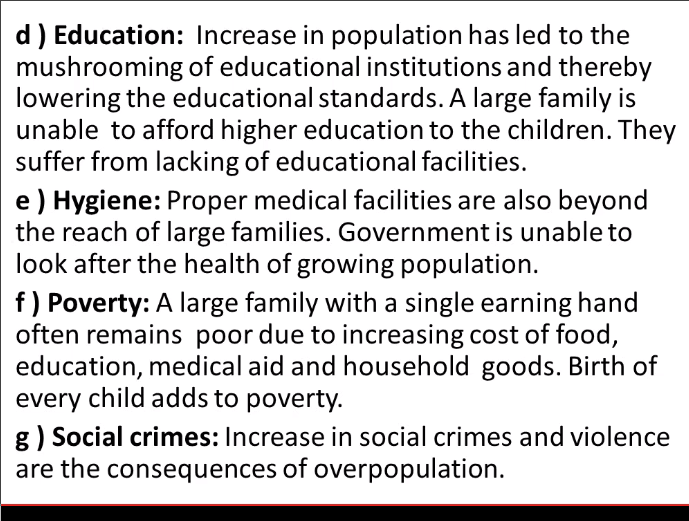 d ) Education: Increase in population has led to the
mushrooming of educational institutions and thereby
lowering the educational standards. A large family is
unable to afford higher education to the children. They
suffer from lacking of educational facilities.
e ) Hygiene: Proper medical facilities are also beyond
the reach of large families. Government is unable to
look after the health of growing population.
f ) Poverty: A large family with a single earning hand
often remains poor due to increasing cost of food,
education, medical aid and household goods. Birth of
every child adds to poverty.
g ) Social crimes: Increase in social crimes and violence
are the consequences of overpopulation.